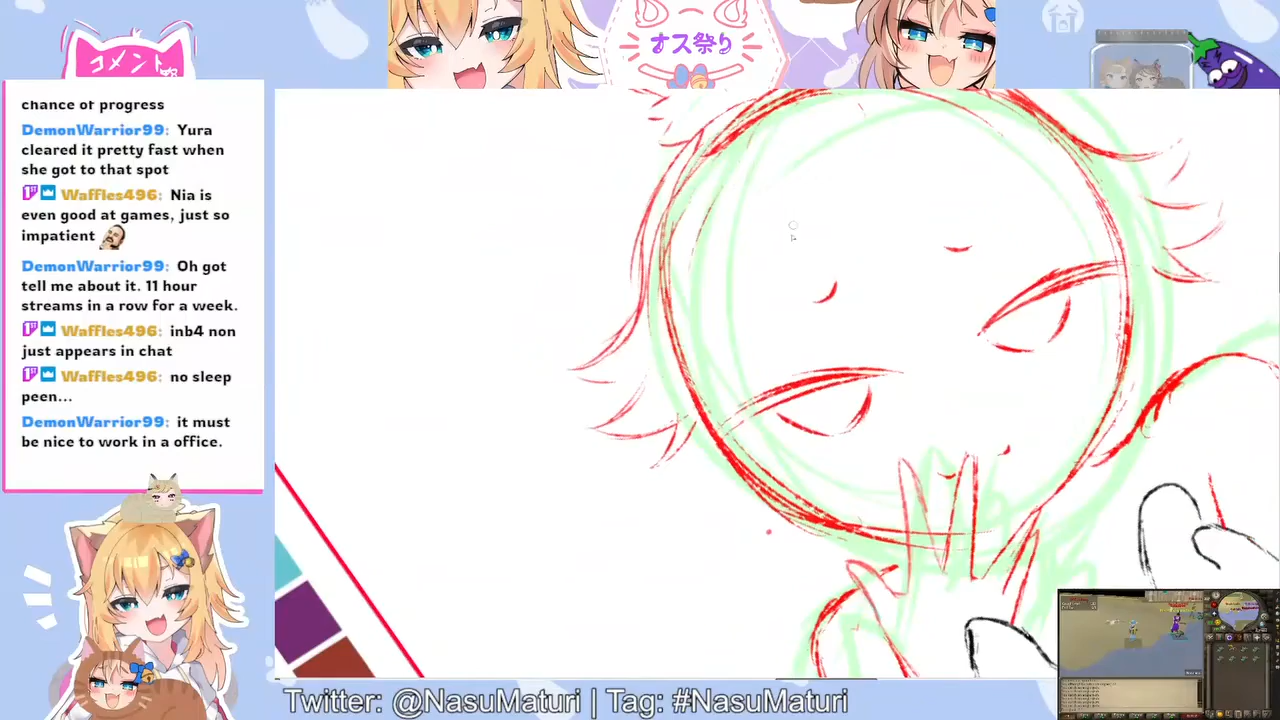 コメント
オス祭り
chance of progress
DemonWarrior99: Yura
cleared it pretty fast when
she got to that spot
Waffles496: Nia is
even good at games, just so
impatient
DemonWarrior99: Oh got
tell me about it. 11 hour
streams in a row for a week.
Waffles496: inb4 non
just appears in chat
Waffles496: no sleep
peen...
DemonWarrior99: it must
be nice to work in a office.
Twitter: @NasuMaturi | Tag: #NasuMaturi